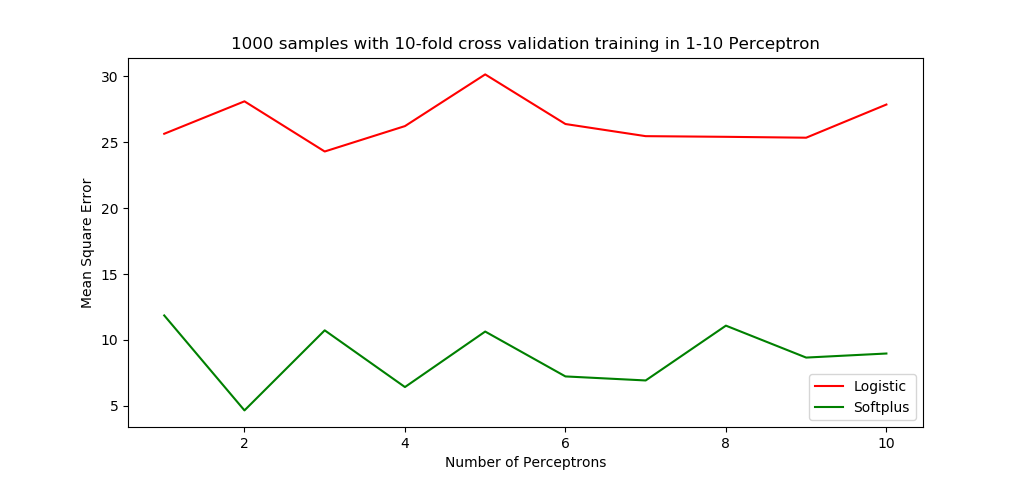 1000 samples with 10-fold cross validation training in 1-10 Perceptron
30
25
20
15
10
5
Mean Square Error
2 4 6 8 10
Number of Perceptrons
Logistic
Softplus